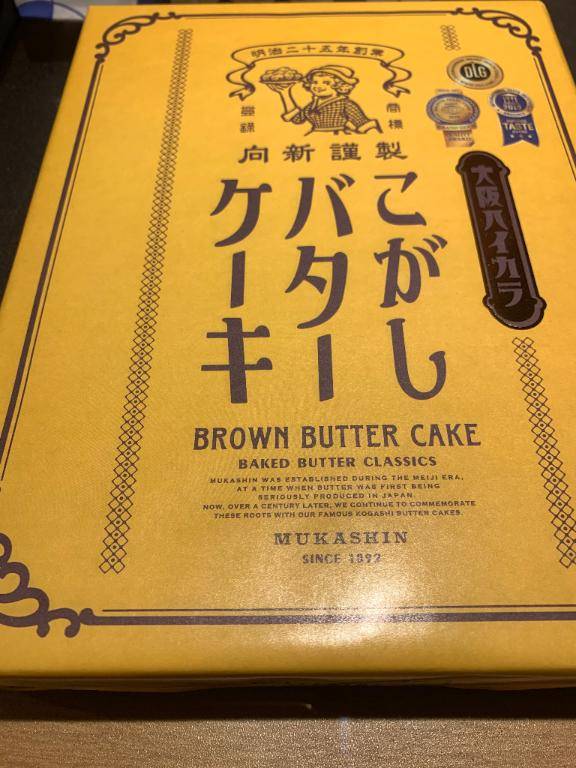 明治二十五年創業
登録
商標
向新謹製
DLG
TASTE
大阪ハイカラ
こがし
バター
ケーキ
BROWN BUTTER CAKE
BAKED BUTTER CLASSICS
MUKASHIN WAS ESTABLISHED DURING THE MEIJI ERA,
AT A TIME WHEN BUTTER WAS FIRST BEING
SERIOUSLY PRODUCED IN JAPAN.
NOW, OVER A CENTURY LATER, WE CONTINUE TO COMMEMORATE
THESE ROOTS WITH OUR FAMOUS KOGASHI BUTTER CAKES.
MUKASHIN
SINCE 1892